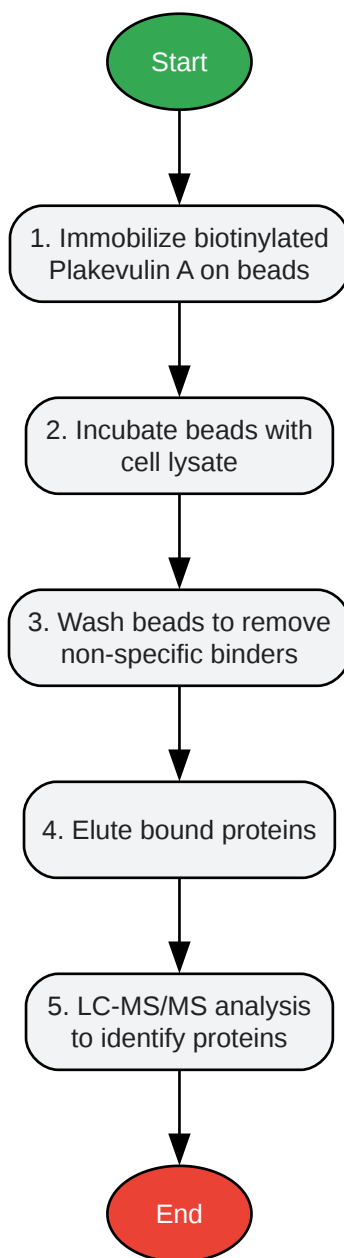 Start
1. Immobilize biotinylated
Plakevulin A on beads
2. Incubate beads with
cell lysate
3. Wash beads to remove
non-specific binders
4. Elute bound proteins
5. LC-MS/MS analysis
to identify proteins
End